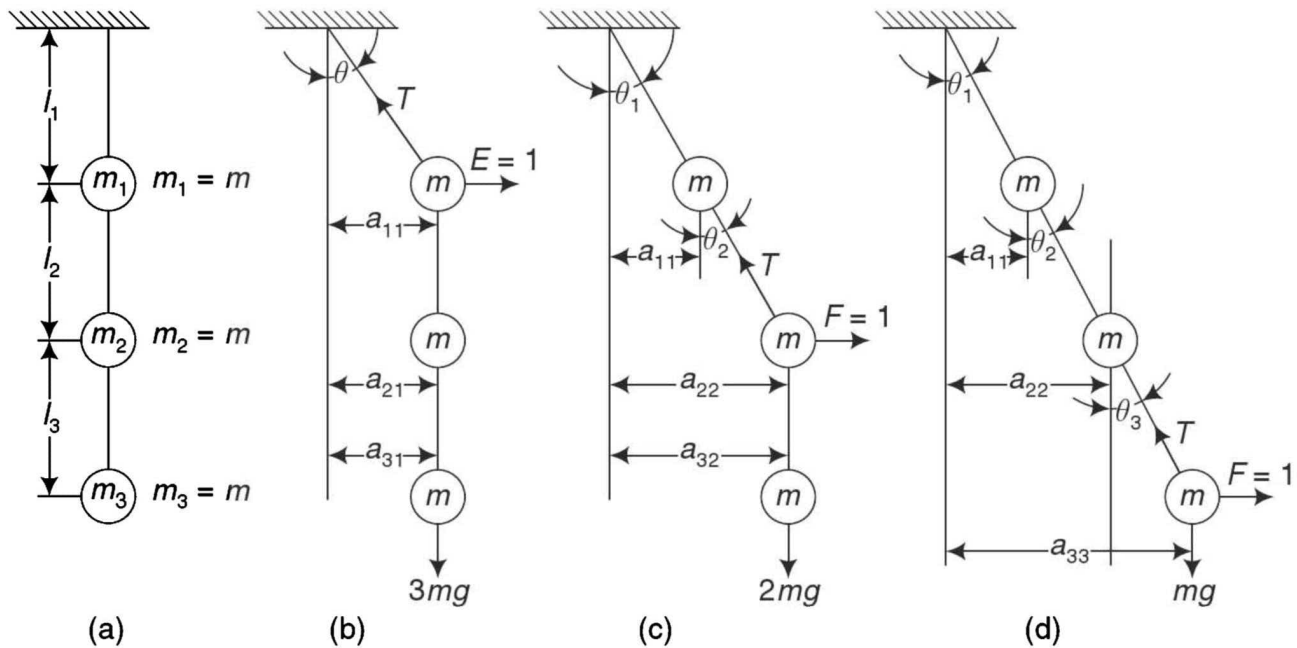 l₁
l₂
l₃
m₁ m₁ = m
m₂ m₂ = m
m₃ m₃ = m
(a)
θ
T
E = 1
m
a₁₁
m
a₂₁
a₃₁
m
3mg
(b)
θ₁
m
θ₂
a₁₁
T
F = 1
m
a₂₂
a₃₂
m
2mg
(c)
θ₁
m
θ₂
a₁₁
m
a₂₂
θ₃
T
F = 1
m
a₃₃
mg
(d)